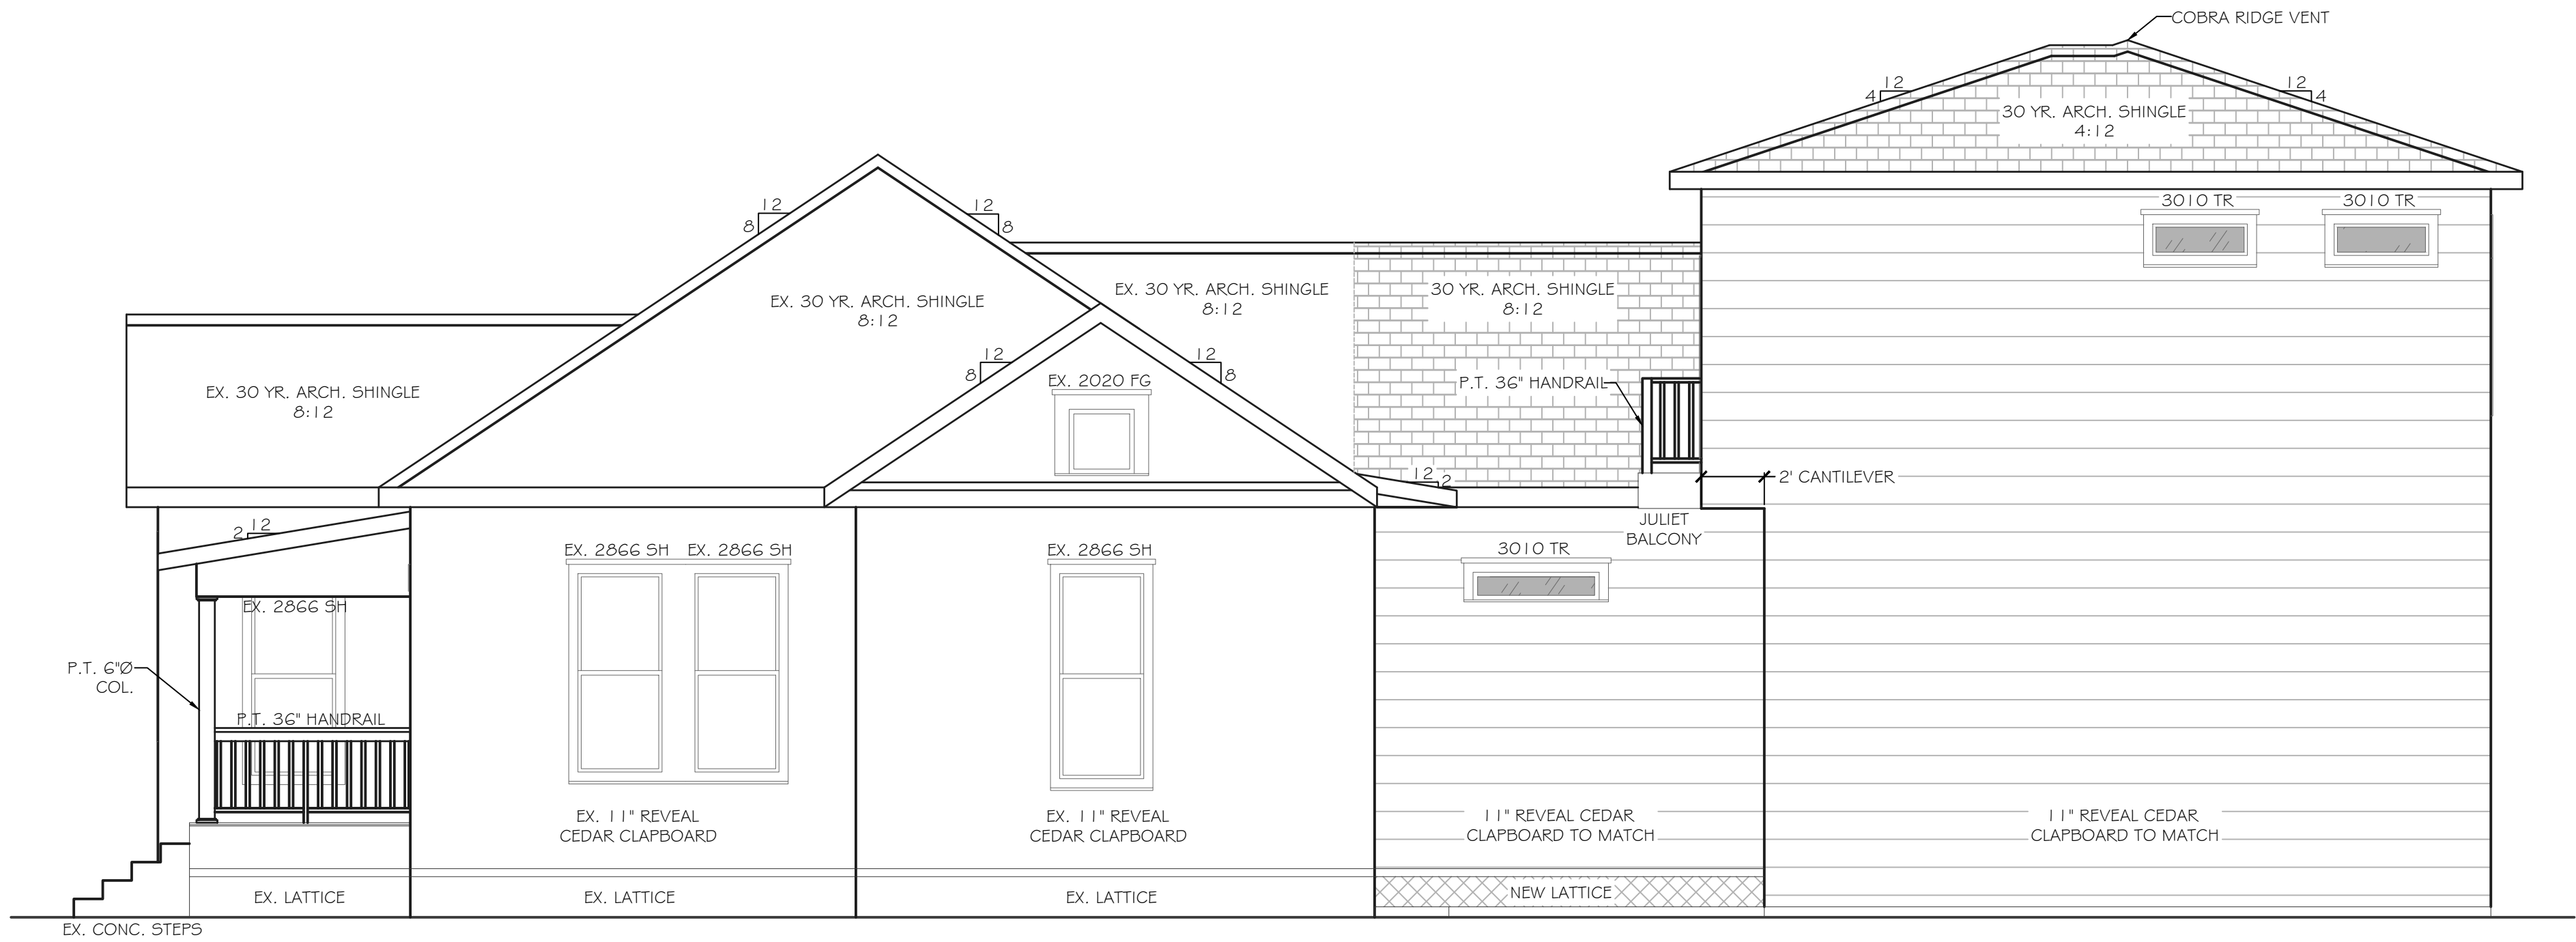 COBRA RIDGE VENT
12
4
12
4
30 YR. ARCH. SHINGLE
4:12
3010 TR
3010 TR
12
8
12
8
EX. 30 YR. ARCH. SHINGLE
8:12
EX. 30 YR. ARCH. SHINGLE
8:12
30 YR. ARCH. SHINGLE
8:12
12
8
12
8
EX. 2020 FG
P.T. 36" HANDRAIL
EX. 30 YR. ARCH. SHINGLE
8:12
12
2
2' CANTILEVER
JULIET
BALCONY
12
2
EX. 2866 SH
EX. 2866 SH
EX. 2866 SH
3010 TR
EX. 2866 SH
P.T. 6"Ø
COL.
P.T. 36" HANDRAIL
EX. 11" REVEAL
CEDAR CLAPBOARD
EX. 11" REVEAL
CEDAR CLAPBOARD
11" REVEAL CEDAR
CLAPBOARD TO MATCH
11" REVEAL CEDAR
CLAPBOARD TO MATCH
EX. LATTICE
EX. LATTICE
EX. LATTICE
NEW LATTICE
EX. CONC. STEPS